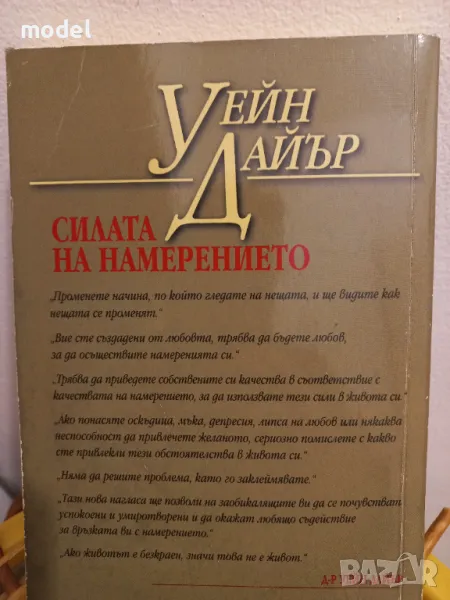 model
УЕЙН
ДАЙЪР
СИЛАТА
НА НАМЕРЕНИЕТО
„Променете начина, по който гледате на нещата, и ще видите как
нещата се променят."
„Вие сте създадени от любовта, трябва да бъдете любов,
за да осъществите намеренията си."
„Трябва да приведете собствените си качества в съответствие с
качествата на намерението, за да използвате тези сили в живота си."
„Ако понасяте оскъдица, мъка, депресия, липса на любов или някаква
неспособност да привлечете желаното, сериозно помислете с какво
сте привлекли тези обстоятелства в живота си."
„Няма да решите проблема, като го заклеймявате."
„Тази нова нагласа ще позволи на заобикалящите ви да се почувстват
успокоени и умиротворени и да окажат любящо съдействие
за връзката ви с намерението."
„Ако животът е безкраен, значи това не е живот."
Д-Р
BAZAR